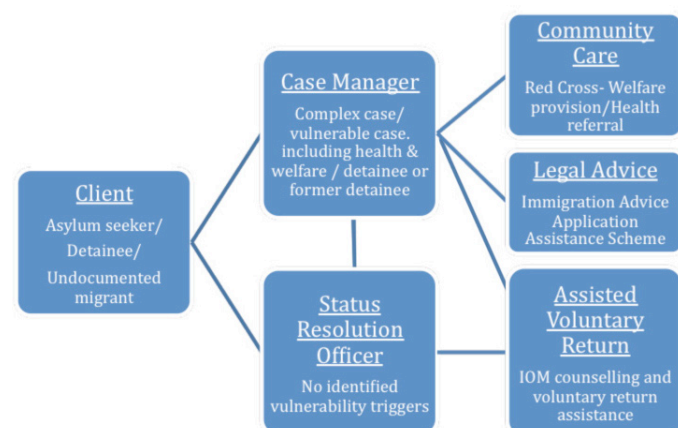 Client
Asylum seeker/
Detainee/
Undocumented
migrant
Case Manager
Complex case/
vulnerable case.
including health &
welfare / detainee or
former detainee
Status
Resolution
Officer
No identified
vulnerability triggers
Community
Care
Red Cross- Welfare
provision/Health
referral
Legal Advice
Immigration Advice
Application
Assistance Scheme
Assisted
Voluntary
Return
IOM counselling and
voluntary return
assistance